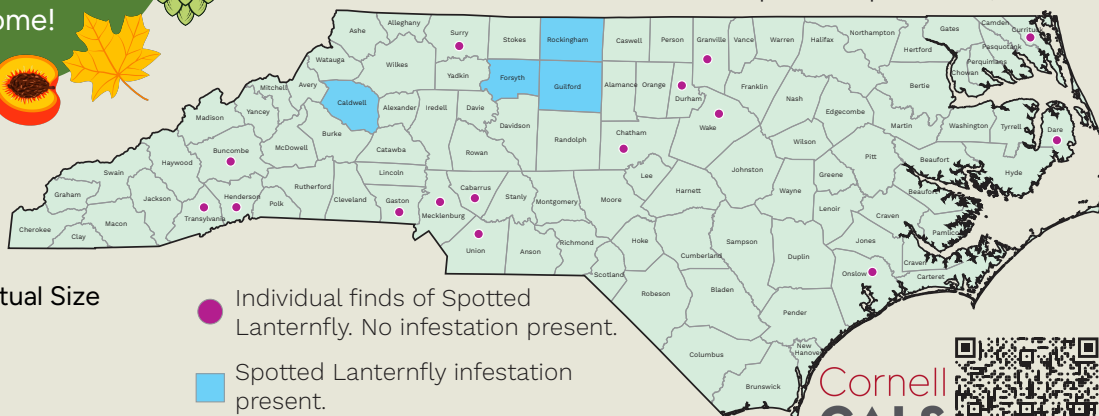 ome!
Ashe
Alleghany
Surry
Stokes
Rockingham
Caswell
Person
Granville
Vance
Warren
Halifax
Northampton
Gates
Camden
Currituck
Pasquotank
Perquimans
Chowan
Hertford
Bertie
Watauga
Wilkes
Yadkin
Forsyth
Guilford
Alamance
Orange
Durham
Franklin
Nash
Edgecombe
Martin
Washington
Tyrrell
Dare
Mitchell
Avery
Caldwell
Alexander
Iredell
Davie
Davidson
Randolph
Chatham
Wake
Wilson
Pitt
Beaufort
Hyde
Madison
Yancey
Burke
McDowell
Catawba
Rowan
Buncombe
Haywood
Swain
Graham
Jackson
Macon
Cherokee
Clay
Transylvania
Henderson
Polk
Rutherford
Cleveland
Lincoln
Gaston
Mecklenburg
Cabarrus
Stanly
Montgomery
Moore
Lee
Harnett
Johnston
Wayne
Greene
Lenoir
Craven
Beaufort
Pamlico
Union
Anson
Richmond
Scotland
Hoke
Cumberland
Sampson
Duplin
Jones
Craven
Carteret
Onslow
Robeson
Bladen
Pender
Columbus
New
Hanover
Brunswick
tual Size
Individual finds of Spotted
Lanternfly. No infestation present.
Spotted Lanternfly infestation
present.
Cornell
CALS